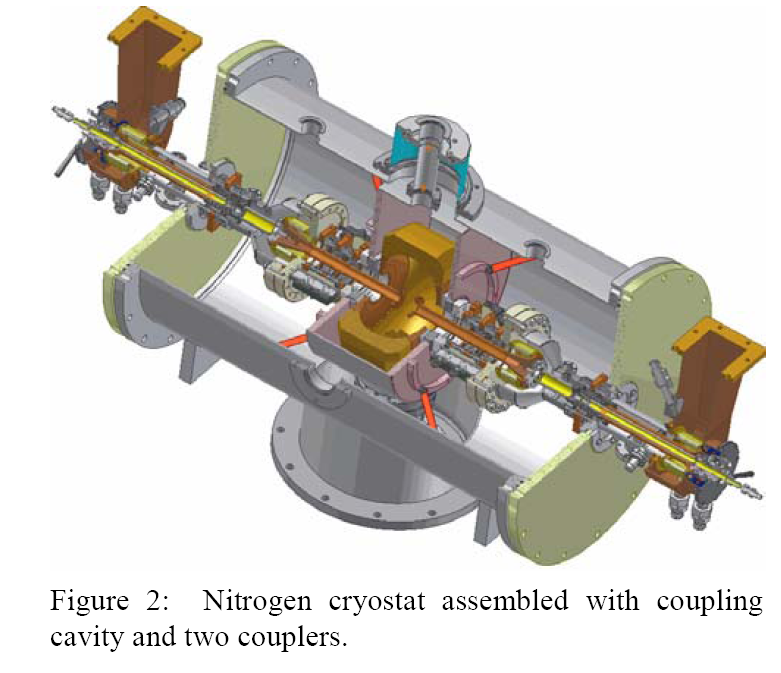 Figure 2: Nitrogen cryostat assembled with coupling
cavity and two couplers.